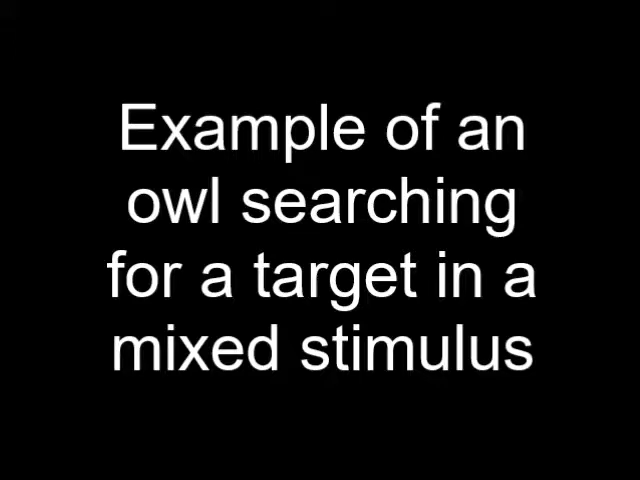 Example of an
owl searching
for a target in a
mixed stimulus